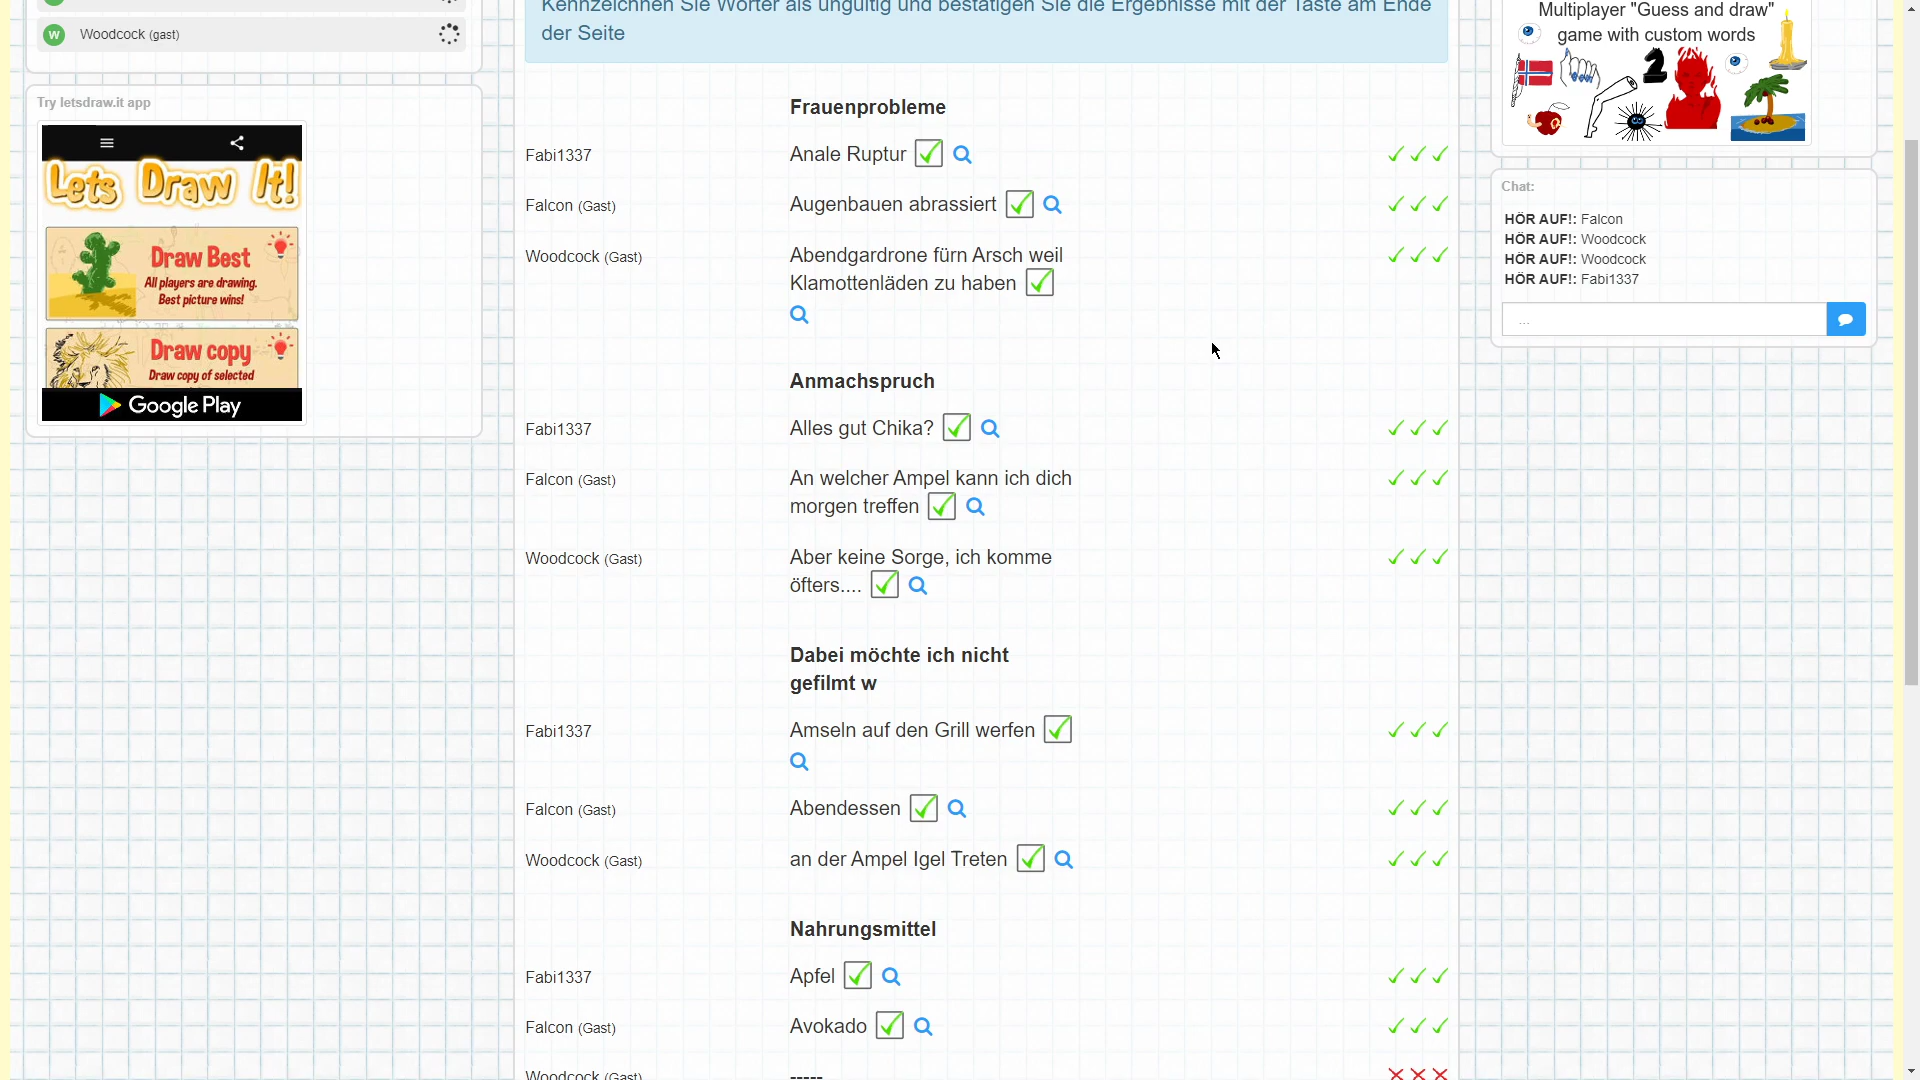 W Woodcock (gast)
Try letsdraw.it app
Lets Draw It!
Draw Best
All players are drawing.
Best picture wins!
Draw copy
Draw copy of selected
Google Play
Kennzeichnen Sie Wörter als ungültig und bestätigen Sie die Ergebnisse mit der Taste am Ende
der Seite
Frauenprobleme
Fabi1337 Anale Ruptur
Falcon (Gast) Augenbauen abrassiert
Woodcock (Gast) Abendgardrone fürn Arsch weil
Klamottenläden zu haben
Anmachspruch
Fabi1337 Alles gut Chika?
Falcon (Gast) An welcher Ampel kann ich dich
morgen treffen
Woodcock (Gast) Aber keine Sorge, ich komme
öfters....
Dabei möchte ich nicht
gefilmt w
Fabi1337 Amseln auf den Grill werfen
Falcon (Gast) Abendessen
Woodcock (Gast) an der Ampel Igel Treten
Nahrungsmittel
Fabi1337 Apfel
Falcon (Gast) Avokado
Woodcock (Gast) -----
Multiplayer "Guess and draw"
game with custom words
Chat:
HÖR AUF!: Falcon
HÖR AUF!: Woodcock
HÖR AUF!: Woodcock
HÖR AUF!: Fabi1337
...